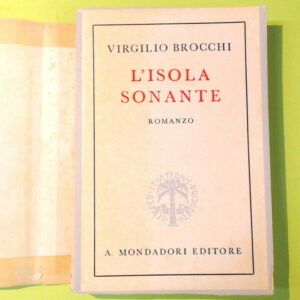 VIRGILIO BROCCHI
L'ISOLA
SONANTE
ROMANZO
A. MONDADORI EDITORE